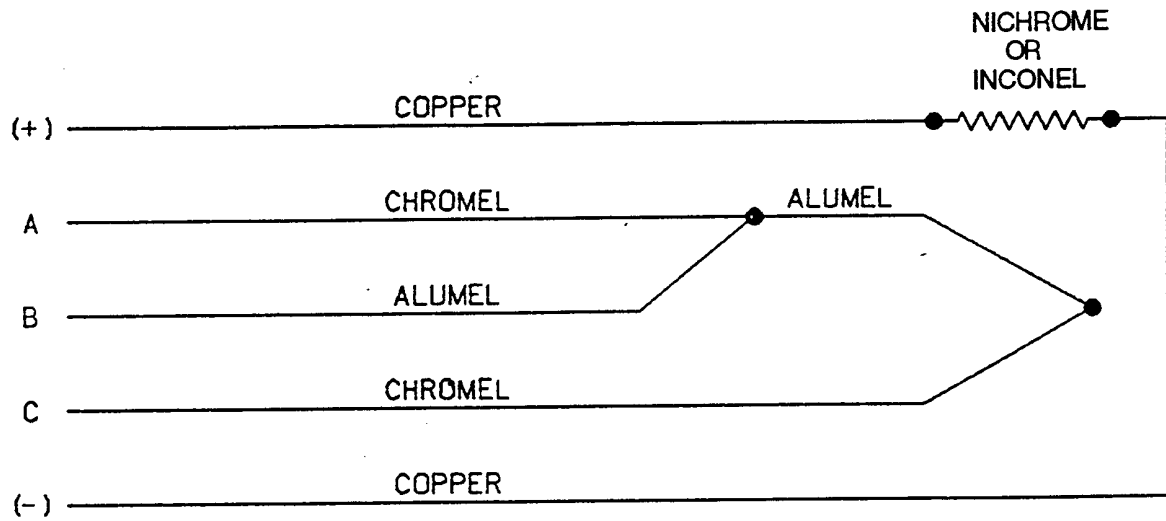 NICHROME
OR
INCONEL
COPPER
(+)
CHROMEL
ALUMEL
A
ALUMEL
B
CHROMEL
C
COPPER
(-)